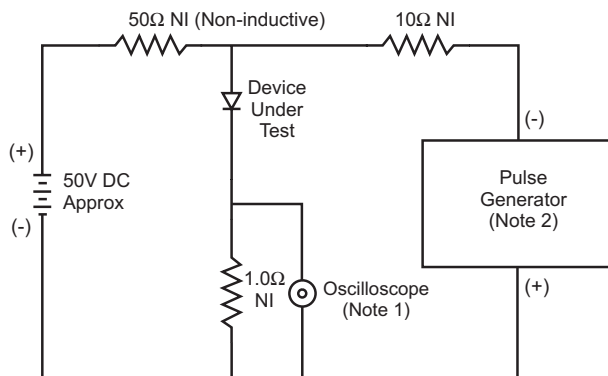 50Ω NI (Non-inductive)
10Ω NI
Device
Under
Test
(-)
(+)
50V DC
Approx
(-)
Pulse
Generator
(Note 2)
1.0Ω
NI
Oscilloscope
(Note 1)
(+)